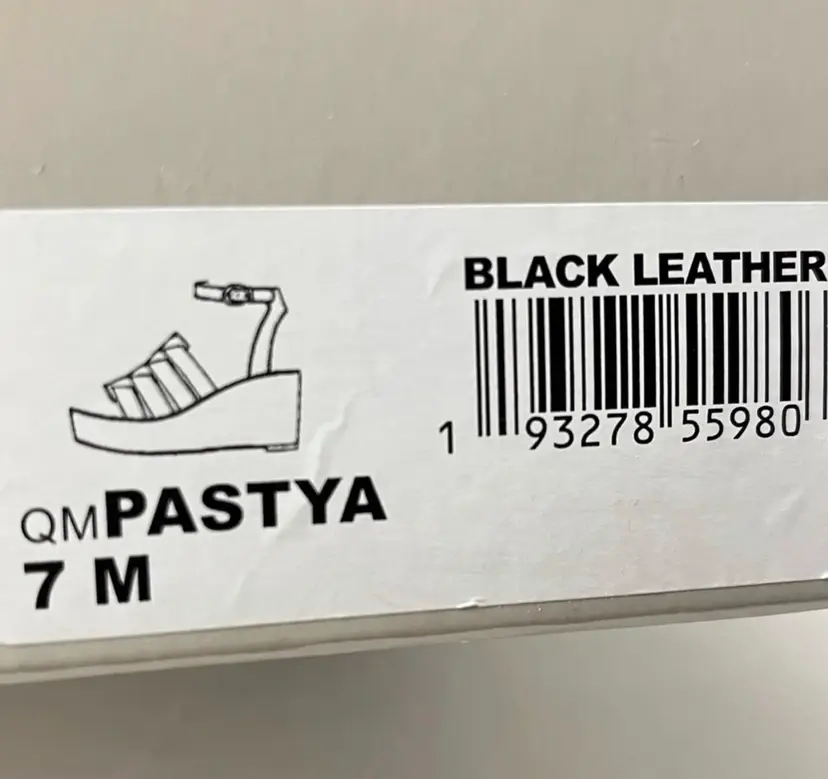 BLACK LEATHER
1 93278 55980
QMPASTYA
7 M